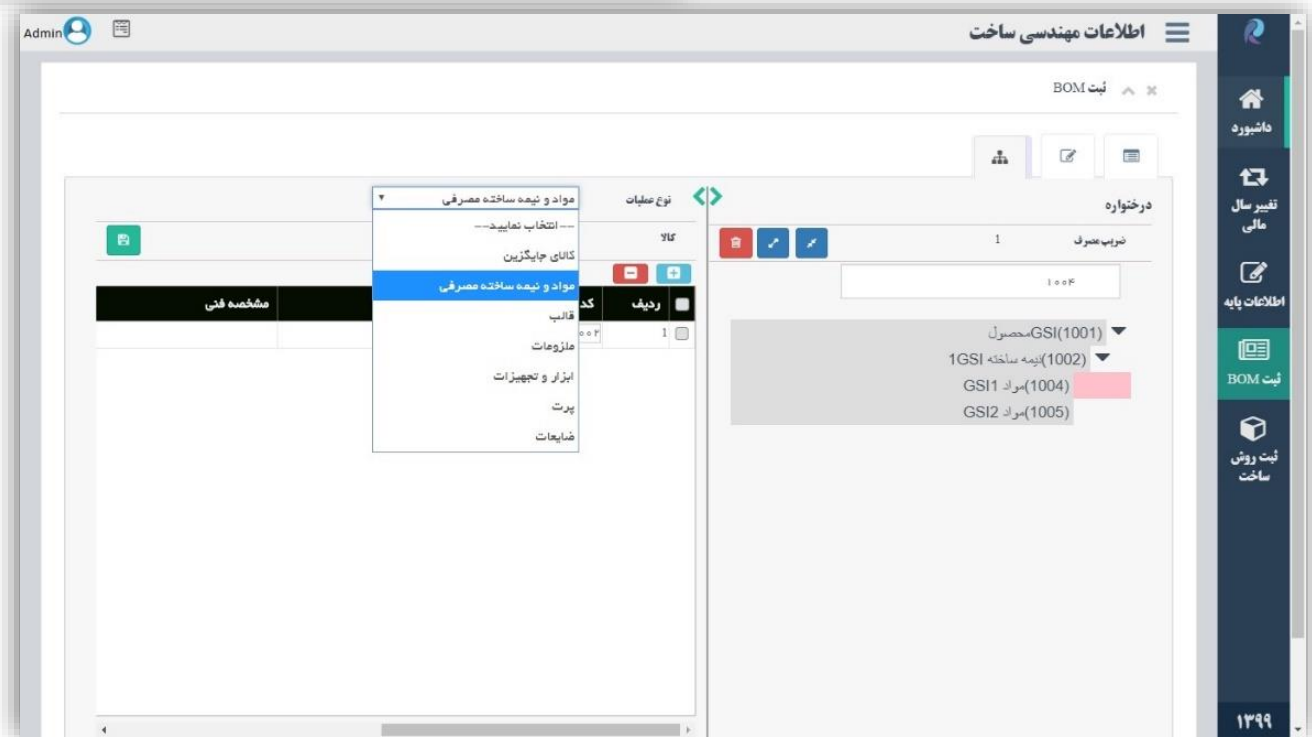 Admin
اطلاعات مهندسی ساخت
ثبت BOM
داشبورد
تغییر سال
مالی
اطلاعات پایه
ثبت BOM
ثبت روش
ساخت
۱۳۹۹
درختواره
ضریب مصرف 1
۱۰۰۴
(1001)GSIمحصول
(1002)نیمه ساخته 1GSI
(1004)مواد GSI1
(1005)مواد GSI2
نوع عملیات مواد و نیمه ساخته مصرفی
کالا
--انتخاب نمایید--
کالای جایگزین
مواد و نیمه ساخته مصرفی
قالب
ملزومات
ابزار و تجهیزات
پرت
ضایعات
ردیف کد مشخصه فنی
1 ۰۰۲